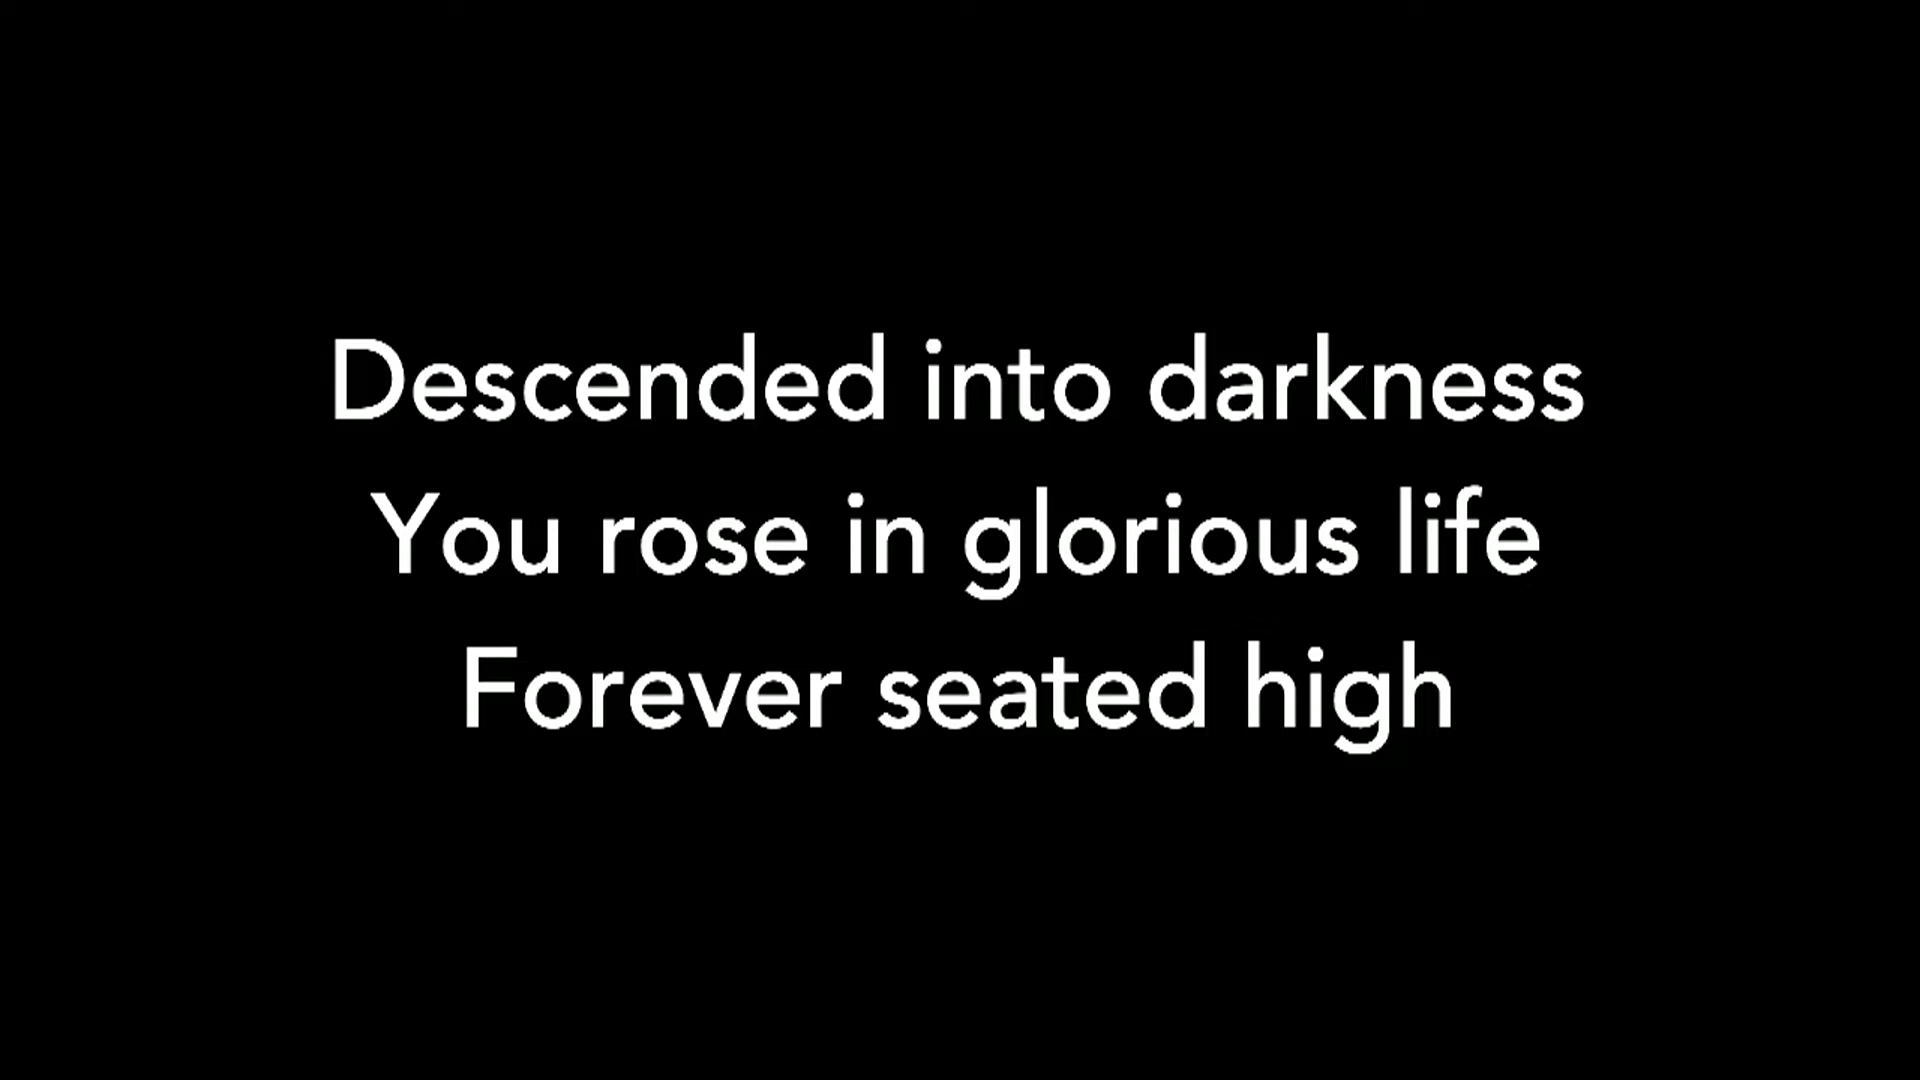 Descended into darkness
You rose in glorious life
Forever seated high